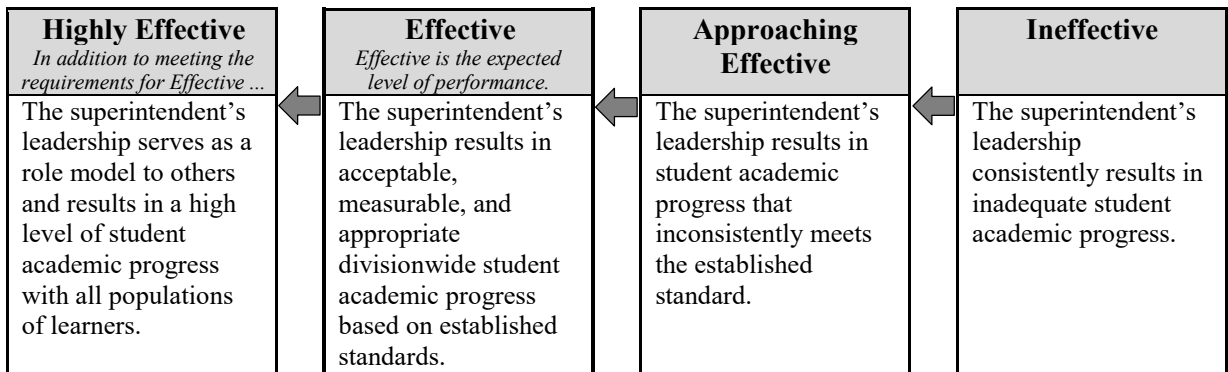 Highly Effective
In addition to meeting the
requirements for Effective ...
The superintendent’s
leadership serves as a
role model to others
and results in a high
level of student
academic progress
with all populations
of learners.
Effective
Effective is the expected
level of performance.
The superintendent’s
leadership results in
acceptable,
measurable, and
appropriate
divisionwide student
academic progress
based on established
standards.
Approaching
Effective
The superintendent’s
leadership results in
student academic
progress that
inconsistently meets
the established
standard.
Ineffective
The superintendent’s
leadership
consistently results in
inadequate student
academic progress.